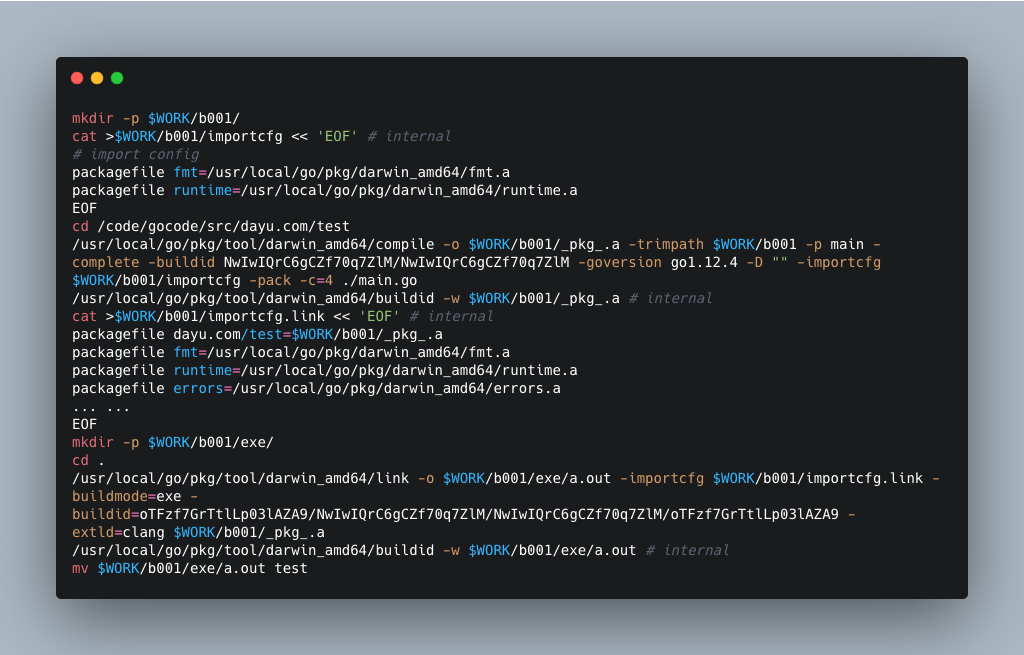 mkdir -p $WORK/b001/
cat >$WORK/b001/importcfg << 'EOF' # internal
# import config
packagefile fmt=/usr/local/go/pkg/darwin_amd64/fmt.a
packagefile runtime=/usr/local/go/pkg/darwin_amd64/runtime.a
EOF
cd /code/gocode/src/dayu.com/test
/usr/local/go/pkg/tool/darwin_amd64/compile -o $WORK/b001/_pkg_.a -trimpath $WORK/b001 -p main -
complete -buildid NwIwIQrC6gCZf70q7ZlM/NwIwIQrC6gCZf70q7ZlM -goversion go1.12.4 -D "" -importcfg
$WORK/b001/importcfg -pack -c=4 ./main.go
/usr/local/go/pkg/tool/darwin_amd64/buildid -w $WORK/b001/_pkg_.a # internal
cat >$WORK/b001/importcfg.link << 'EOF' # internal
packagefile dayu.com/test=$WORK/b001/_pkg_.a
packagefile fmt=/usr/local/go/pkg/darwin_amd64/fmt.a
packagefile runtime=/usr/local/go/pkg/darwin_amd64/runtime.a
packagefile errors=/usr/local/go/pkg/darwin_amd64/errors.a
... ...
EOF
mkdir -p $WORK/b001/exe/
cd .
/usr/local/go/pkg/tool/darwin_amd64/link -o $WORK/b001/exe/a.out -importcfg $WORK/b001/importcfg.link -
buildmode=exe -
buildid=oTFzf7GrTtlLp03lAZA9/NwIwIQrC6gCZf70q7ZlM/NwIwIQrC6gCZf70q7ZlM/oTFzf7GrTtlLp03lAZA9 -
extld=clang $WORK/b001/_pkg_.a
/usr/local/go/pkg/tool/darwin_amd64/buildid -w $WORK/b001/exe/a.out # internal
mv $WORK/b001/exe/a.out test